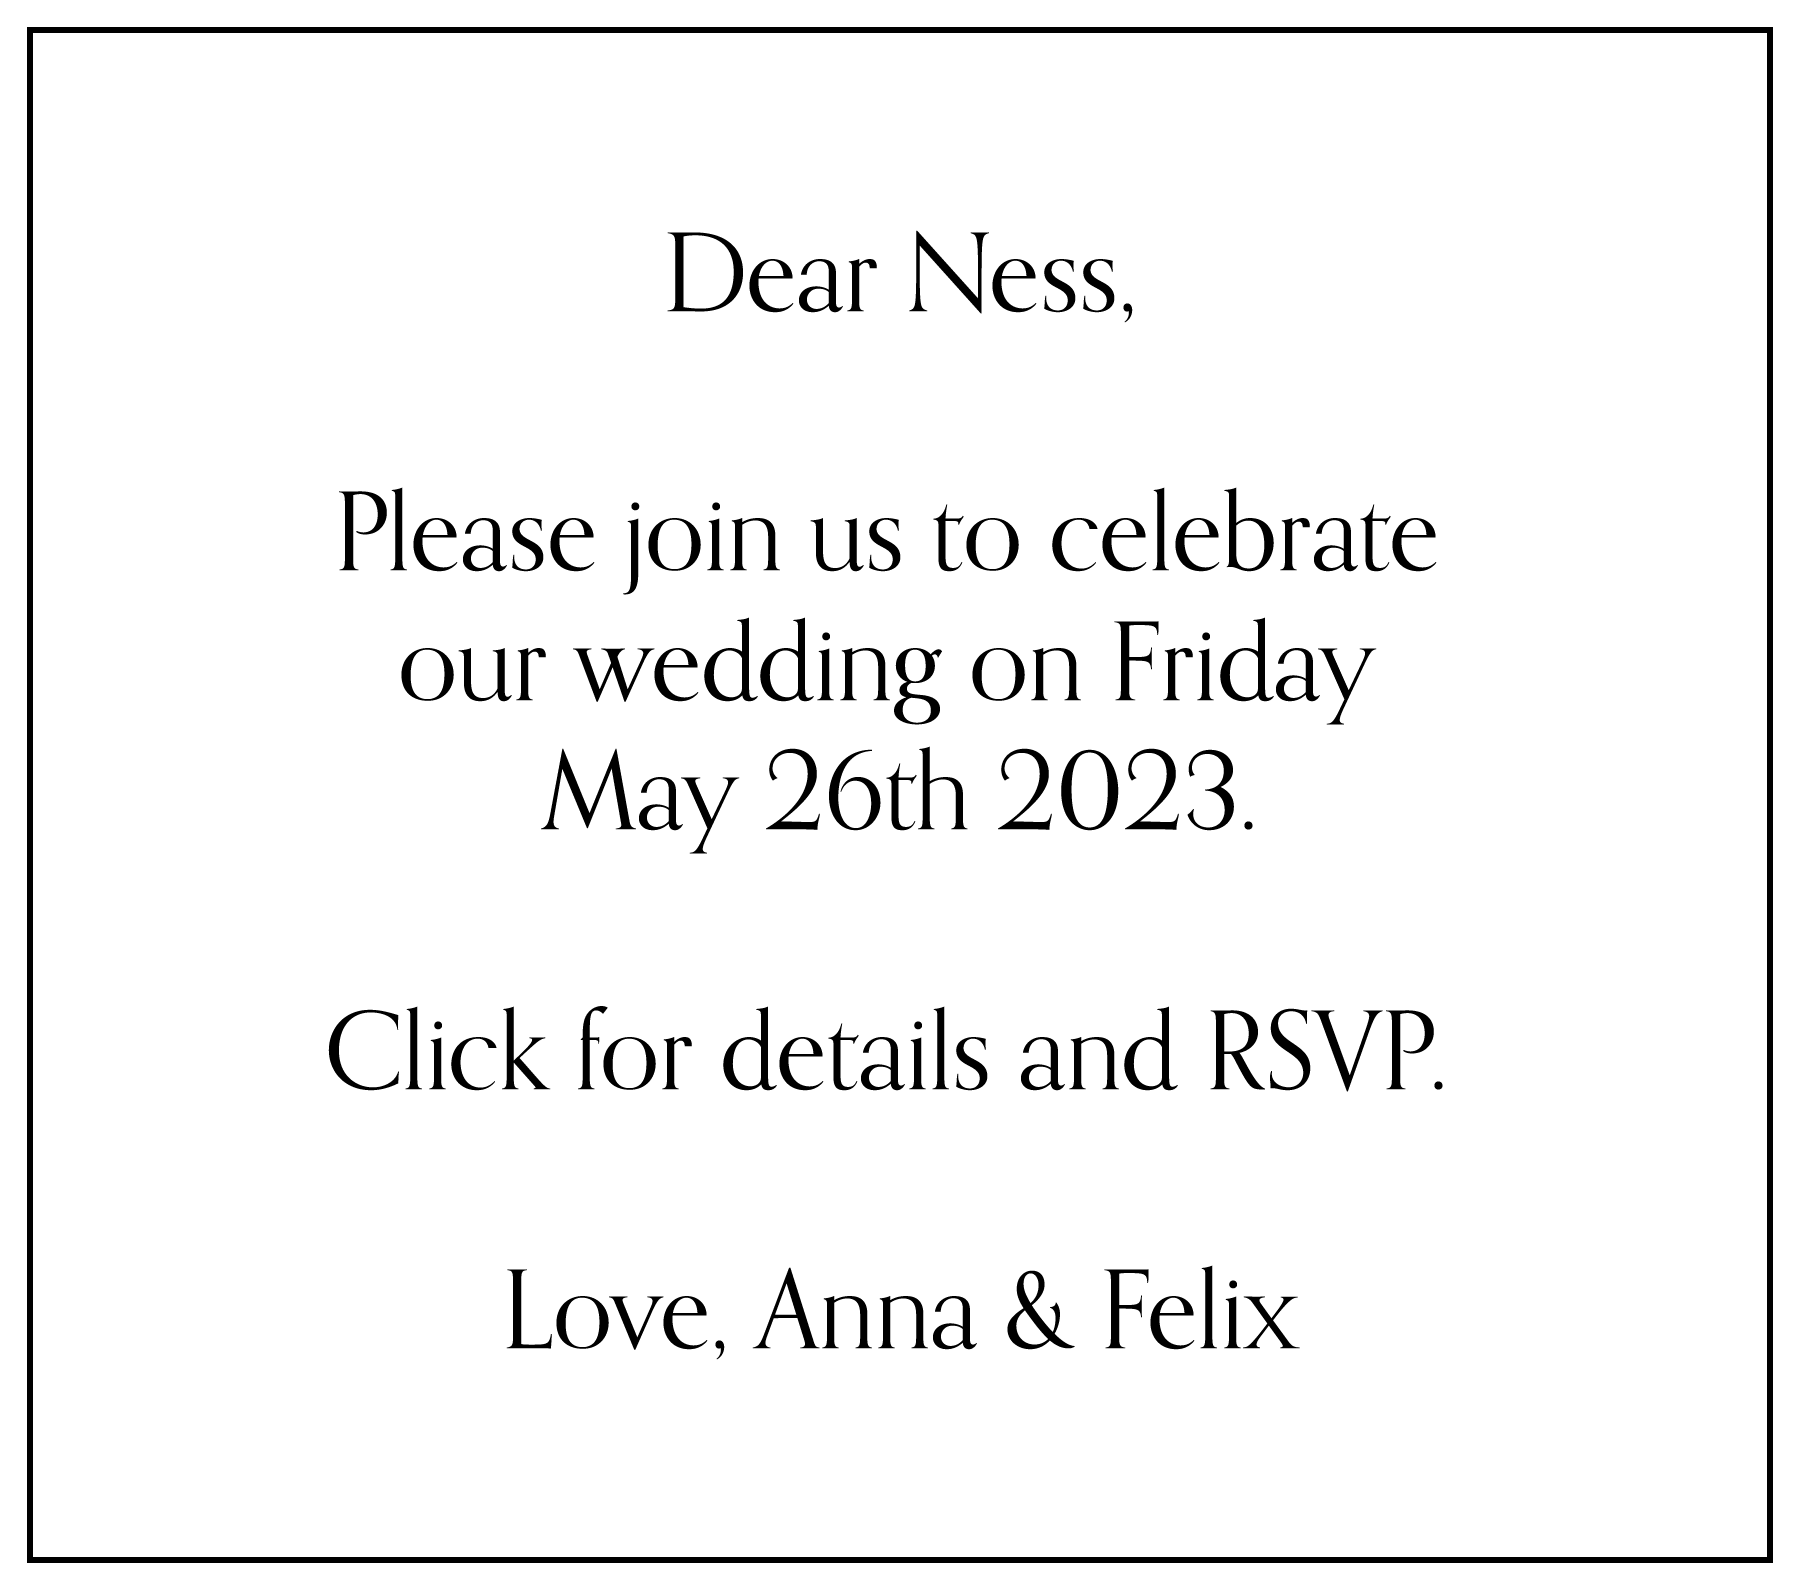 Dear Ness,
Please join us to celebrate
our wedding on Friday
May 26th 2023.
Click for details and RSVP.
Love, Anna & Felix